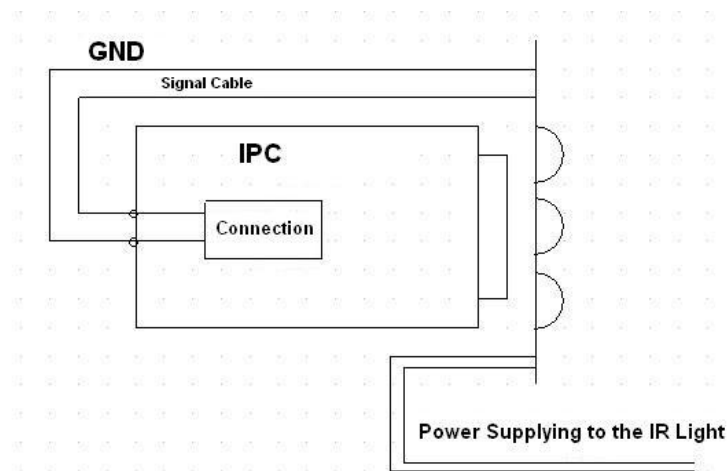 GND
Signal Cable
IPC
Connection
Power Supplying to the IR Light